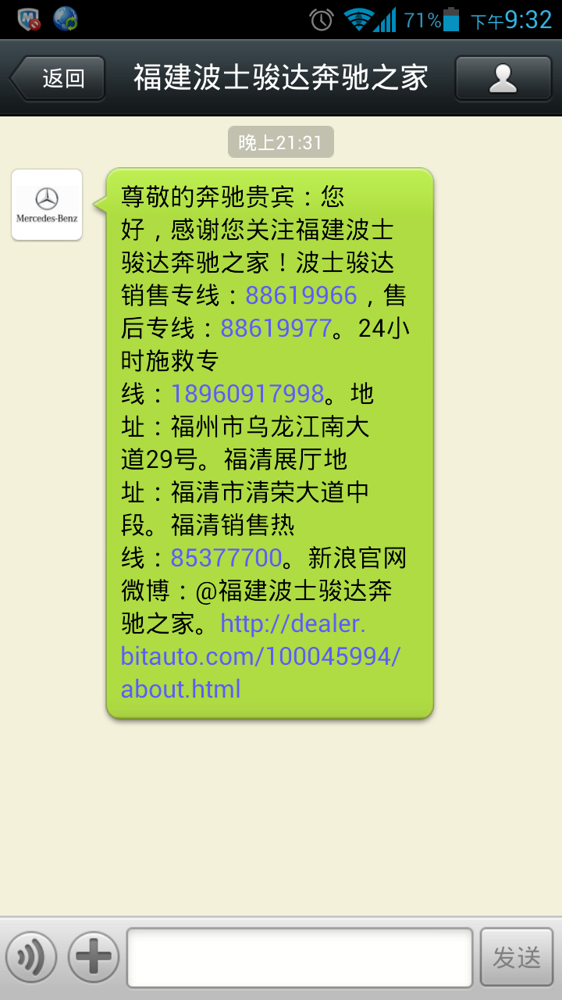 71%
下午9:32
返回
福建波士骏达奔驰之家
晚上21:31
Mercedes-Benz
尊敬的奔驰贵宾：您
好，感谢您关注福建波士
骏达奔驰之家！波士骏达
销售专线：88619966，售
后专线：88619977。24小
时施救专
线：18960917998。地
址：福州市乌龙江南大
道29号。福清展厅地
址：福清市清荣大道中
段。福清销售热
线：85377700。新浪官网
微博：@福建波士骏达奔
驰之家。http://dealer.
bitauto.com/100045994/
about.html
发送